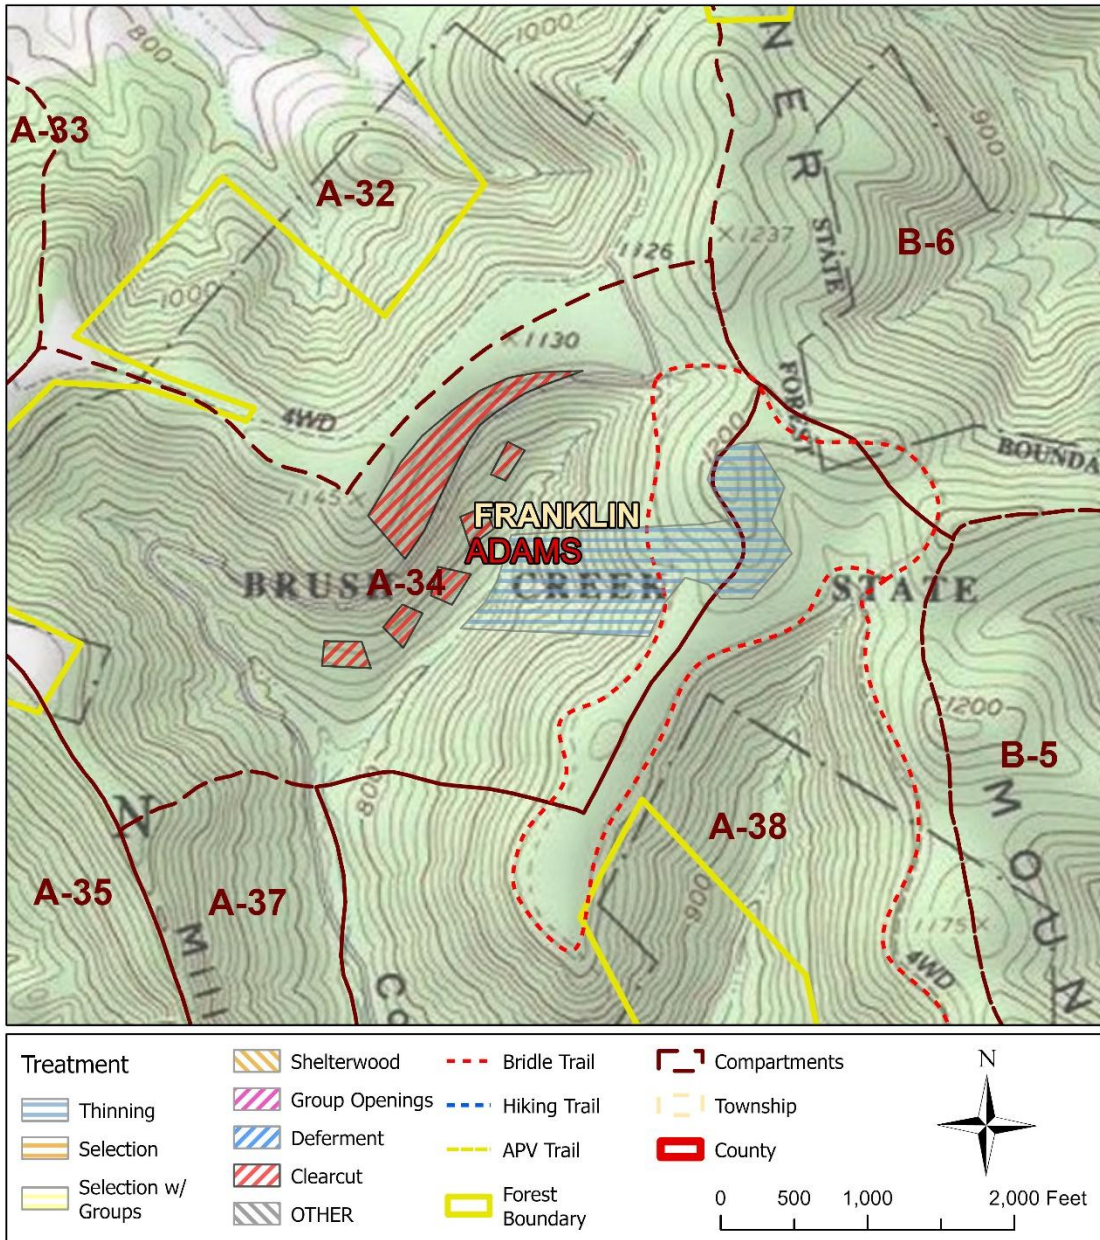 800
1000
N
E
R
STATE
900
A-33
A-32
B-6
1126
×1237
1000
×1130
FOREST
4WD
1200
BOUNDA
1145×
FRANKLIN
ADAMS
A-34
BRUSH CREEK STATE
1200
B-5
N
800
A-38
M
O
U
N
A-35
A-37
900
1175×
Mill
Co
4WD
Treatment
Thinning
Selection
Selection w/
Groups
Shelterwood
Group Openings
Deferment
Clearcut
OTHER
Bridle Trail
Hiking Trail
APV Trail
Forest
Boundary
Compartments
Township
County
N
0 500 1,000 2,000 Feet